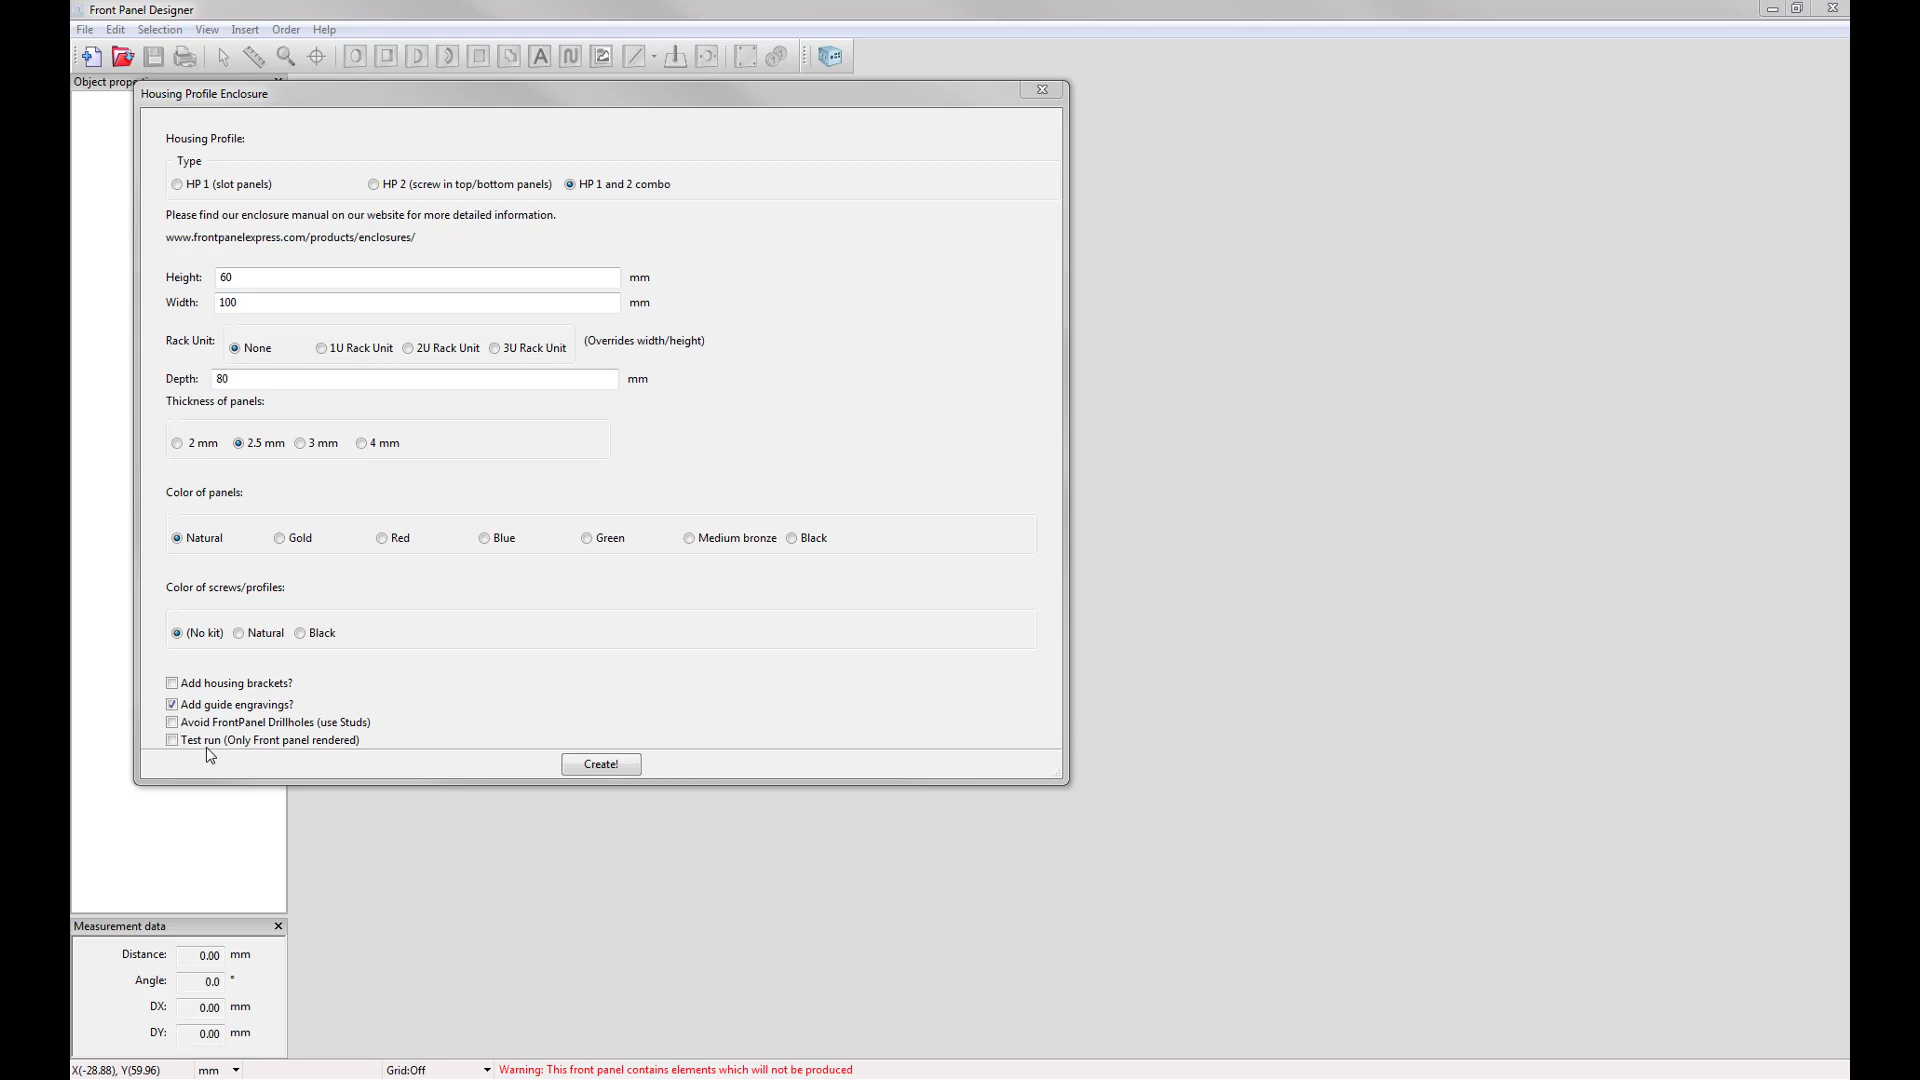 Front Panel Designer
File Edit Selection View Insert Order Help
Housing Profile Enclosure
Housing Profile:
Type
HP 1 (slot panels) HP 2 (screw in top/bottom panels) HP 1 and 2 combo
Please find our enclosure manual on our website for more detailed information.
www.frontpanelexpress.com/products/enclosures/
Height: 60 mm
Width: 100 mm
Rack Unit: None 1U Rack Unit 2U Rack Unit 3U Rack Unit (Overrides width/height)
Depth: 80 mm
Thickness of panels:
2 mm 2.5 mm 3 mm 4 mm
Color of panels:
Natural Gold Red Blue Green Medium bronze Black
Color of screws/profiles:
(No kit) Natural Black
Add housing brackets?
Add guide engravings?
Avoid FrontPanel Drillholes (use Studs)
Test run (Only Front panel rendered)
Create!
Object
Measurement data
Distance: 0.00 mm
Angle: 0.0 °
DX: 0.00 mm
DY: 0.00 mm
X(-28.88), Y(59.96) mm Grid:Off Warning: This front panel contains elements which will not be produced